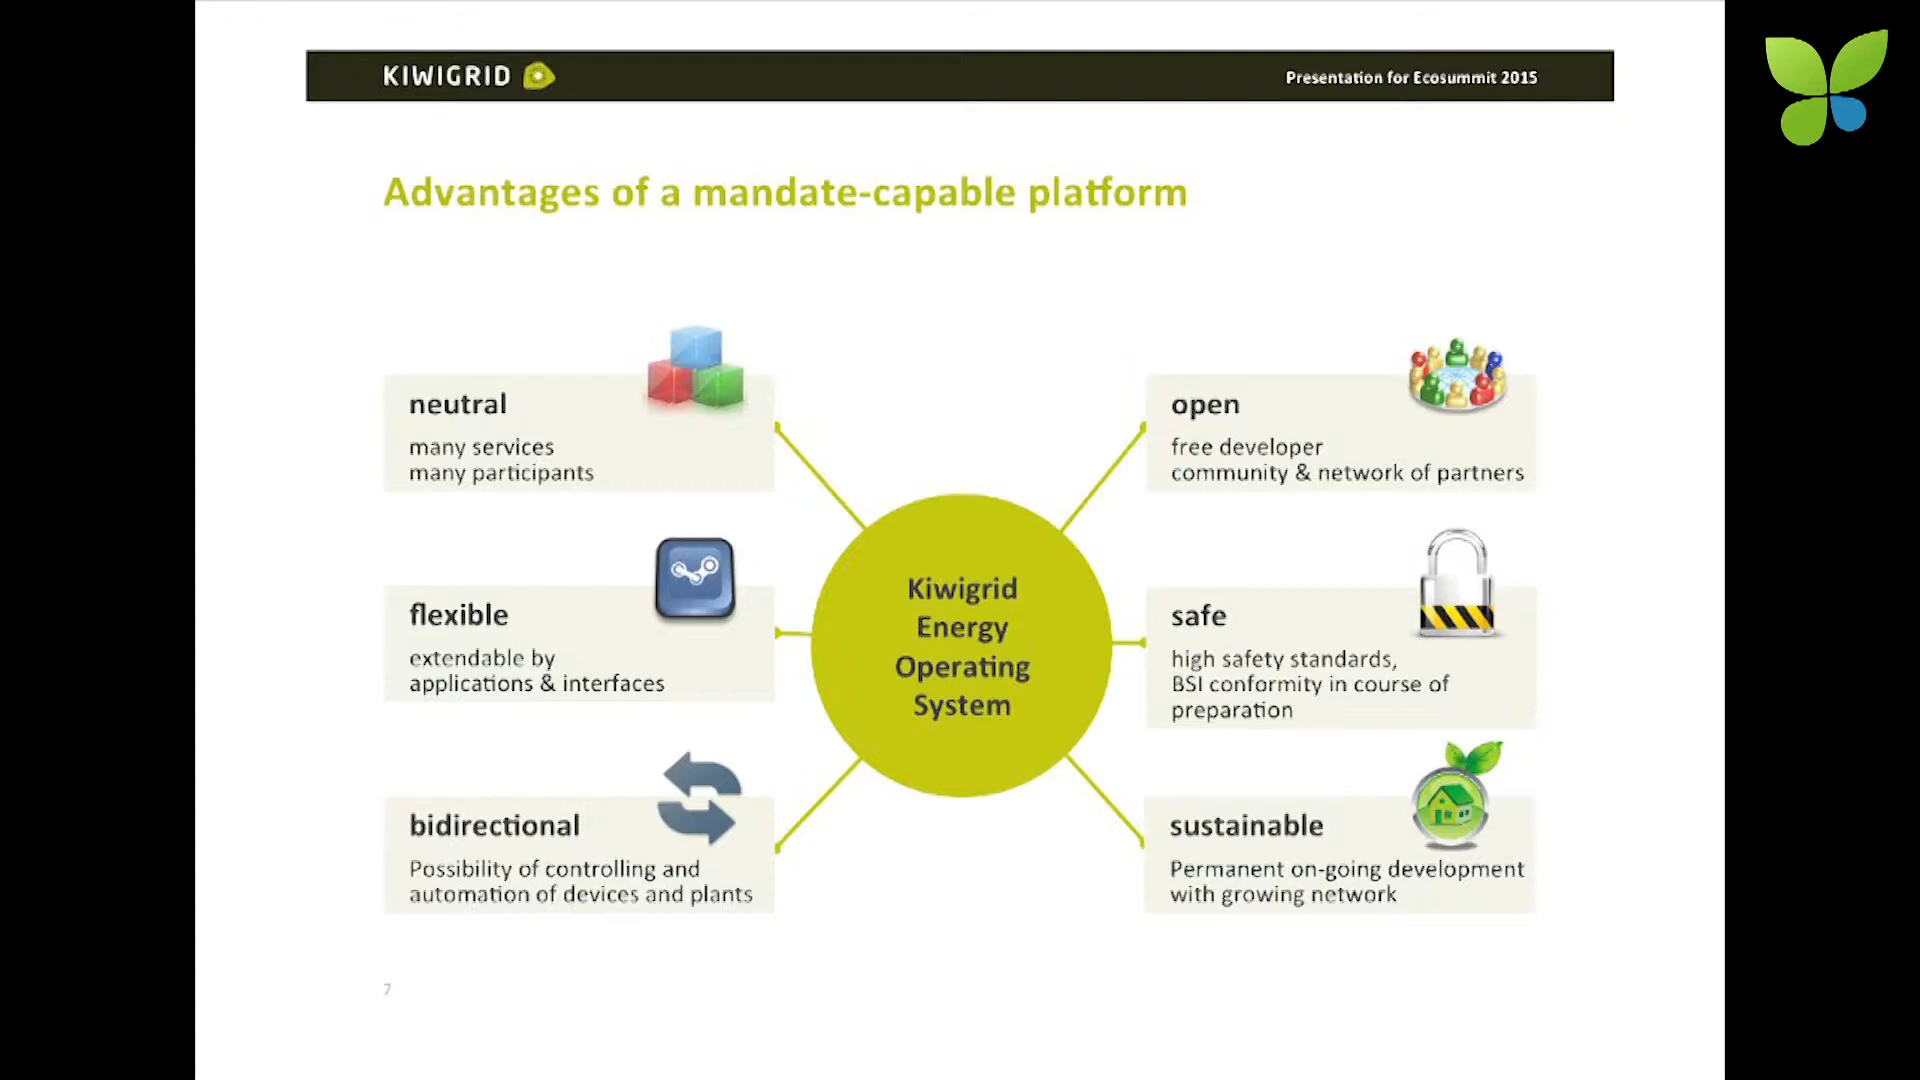 KIWIGRID
Presentation for Ecosummit 2015
Advantages of a mandate-capable platform
neutral
many services
many participants
flexible
extendable by
applications & interfaces
bidirectional
Possibility of controlling and
automation of devices and plants
Kiwigrid
Energy
Operating
System
open
free developer
community & network of partners
safe
high safety standards,
BSI conformity in course of
preparation
sustainable
Permanent on-going development
with growing network
7